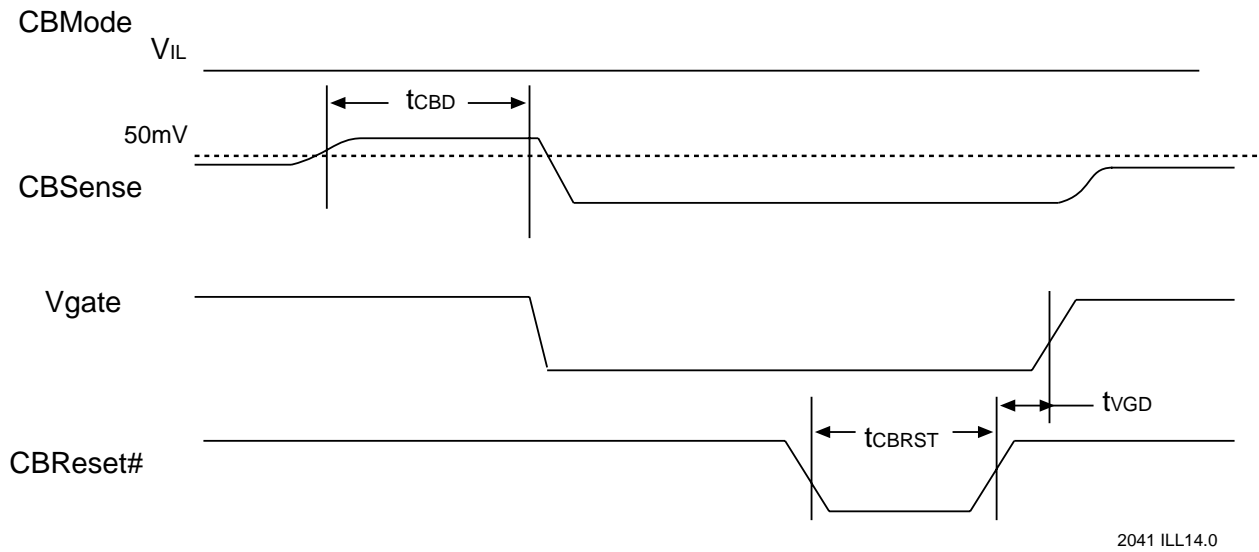 CBMode
VIL
tCBD
50mV
CBSense
Vgate
tVGD
tCBRST
CBReset#
2041 ILL14.0